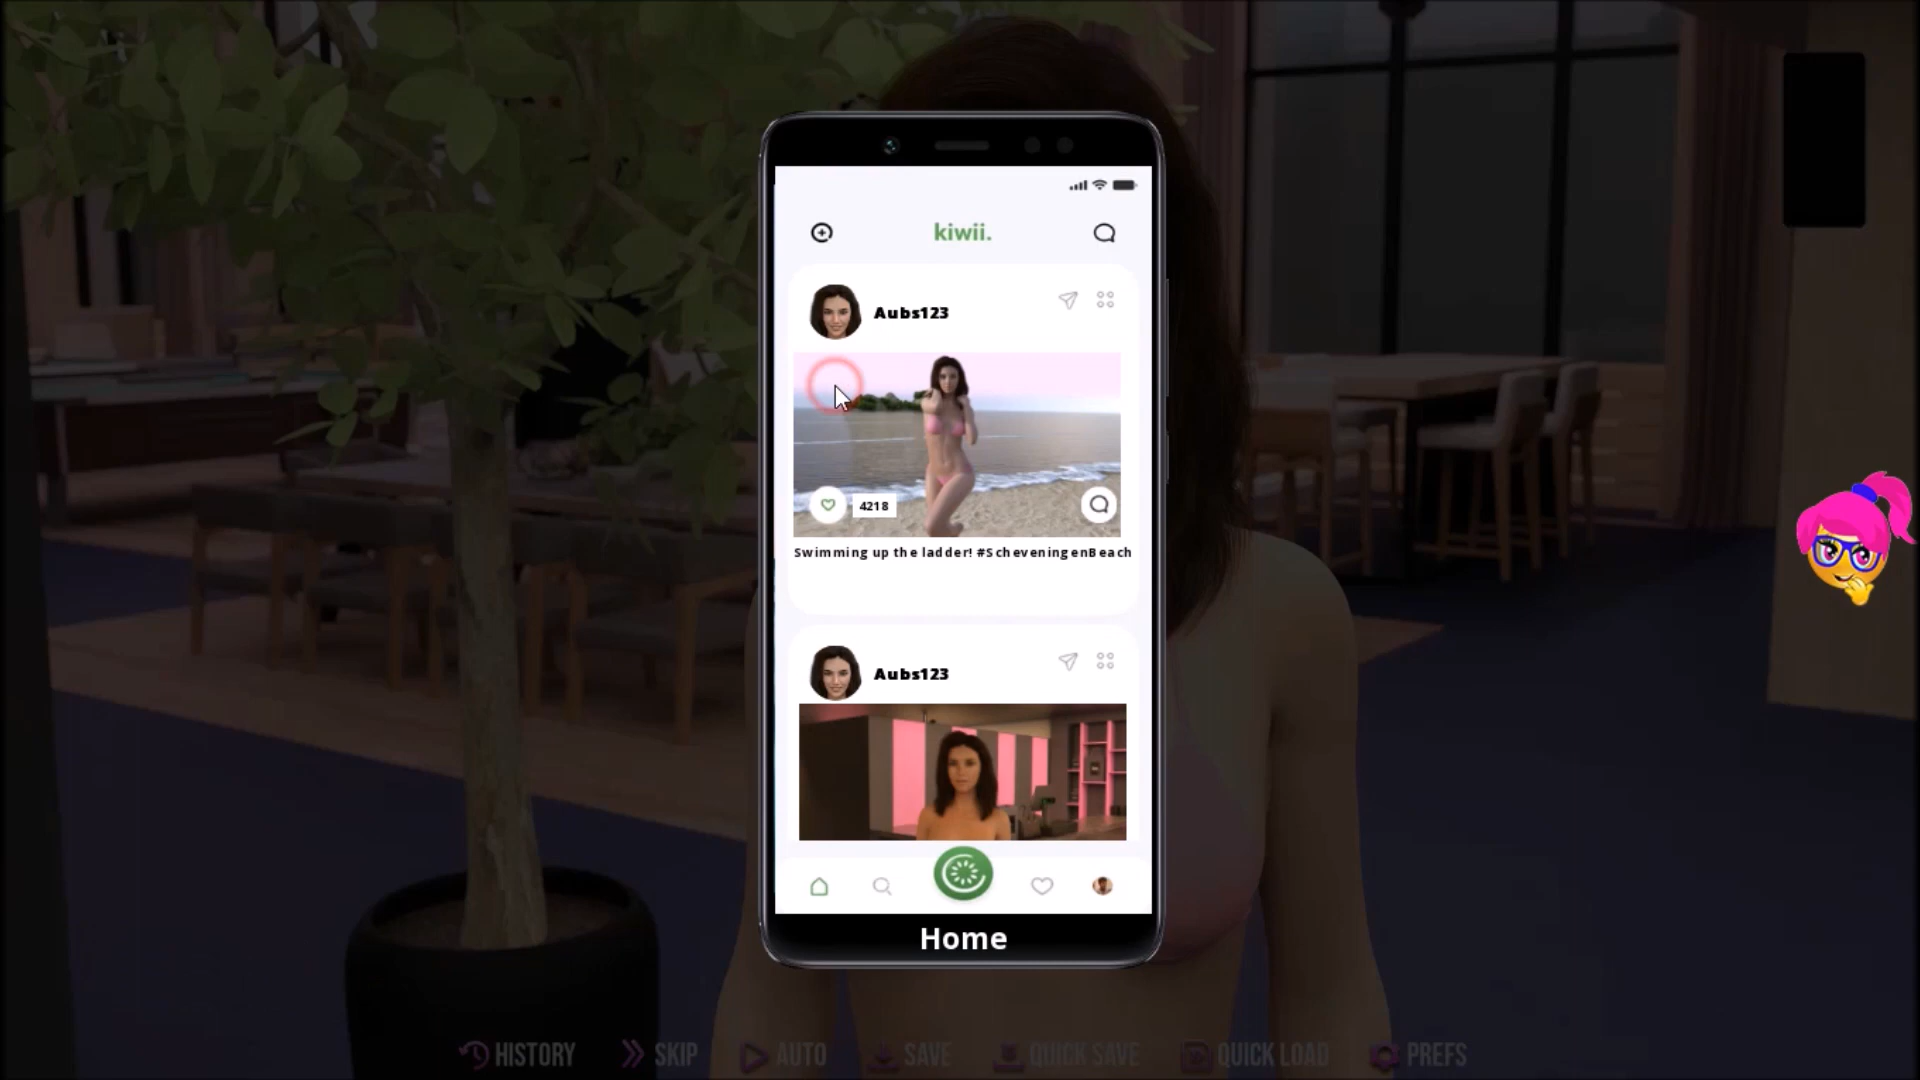 kiwii.
Aubs123
4218
Swimming up the ladder! #ScheveningenBeach
Aubs123
Home
HISTORY
SKIP
AUTO
SAVE
QUICK SAVE
QUICK LOAD
PREFS